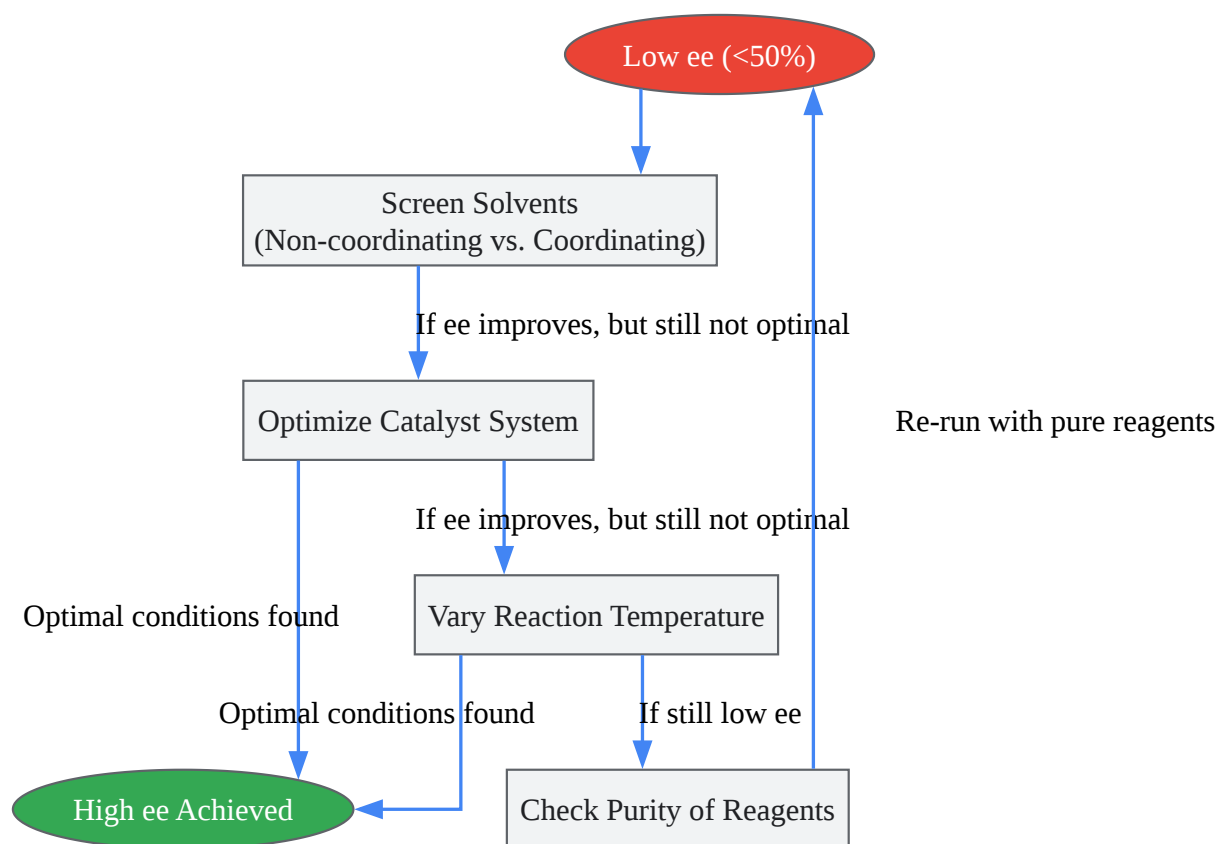 Low ee (<50%)
Screen Solvents
(Non-coordinating vs. Coordinating)
If ee improves, but still not optimal
Optimize Catalyst System
Re-run with pure reagents
If ee improves, but still not optimal
Optimal conditions found
Vary Reaction Temperature
Optimal conditions found
If still low ee
High ee Achieved
Check Purity of Reagents